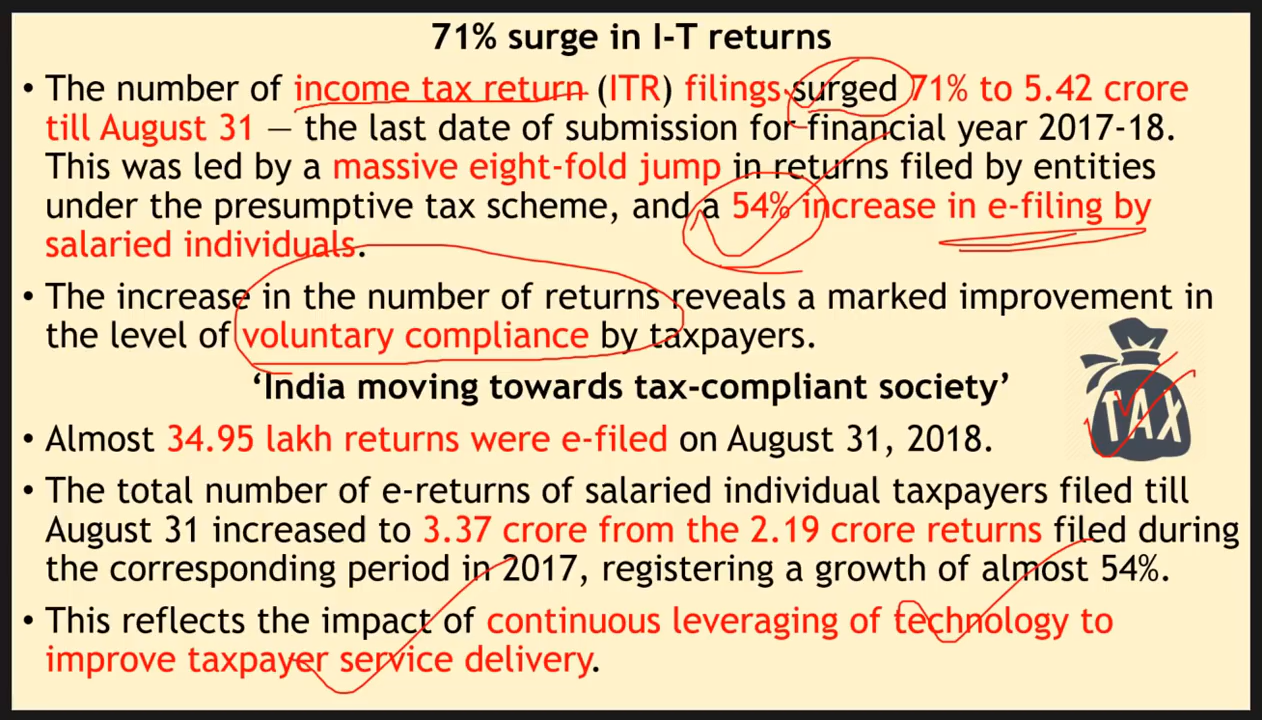 71% surge in I-T returns
• The number of income tax return (ITR) filings surged 71% to 5.42 crore
till August 31 — the last date of submission for financial year 2017-18.
This was led by a massive eight-fold jump in returns filed by entities
under the presumptive tax scheme, and a 54% increase in e-filing by
salaried individuals.
• The increase in the number of returns reveals a marked improvement in
the level of voluntary compliance by taxpayers.
‘India moving towards tax-compliant society’
TAX
• Almost 34.95 lakh returns were e-filed on August 31, 2018.
• The total number of e-returns of salaried individual taxpayers filed till
August 31 increased to 3.37 crore from the 2.19 crore returns filed during
the corresponding period in 2017, registering a growth of almost 54%.
• This reflects the impact of continuous leveraging of technology to
improve taxpayer service delivery.